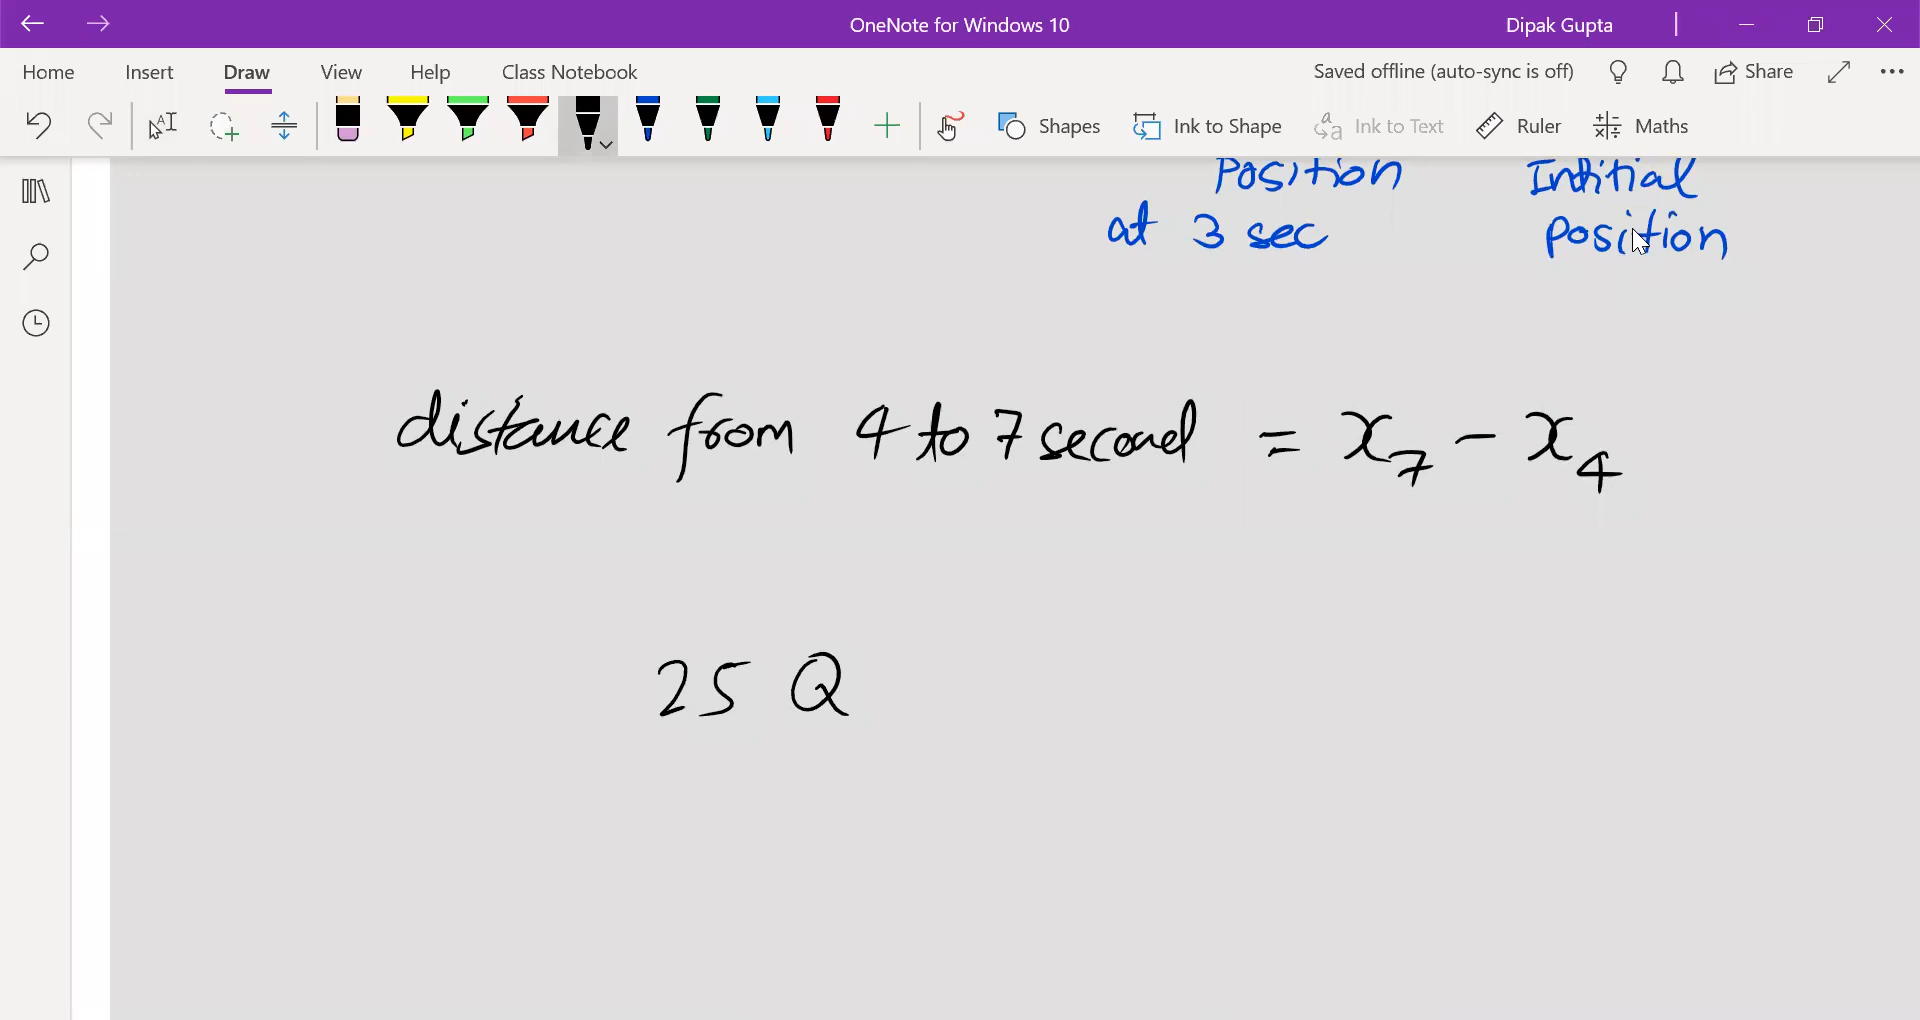 OneNote for Windows 10
Dipak Gupta
Home Insert Draw View Help Class Notebook
Saved offline (auto-sync is off) Share
Shapes Ink to Shape Ink to Text Ruler Maths
Position Intitial
at 3 sec Position
distance from 4 to 7 second = x₇ - x₄
25 Q